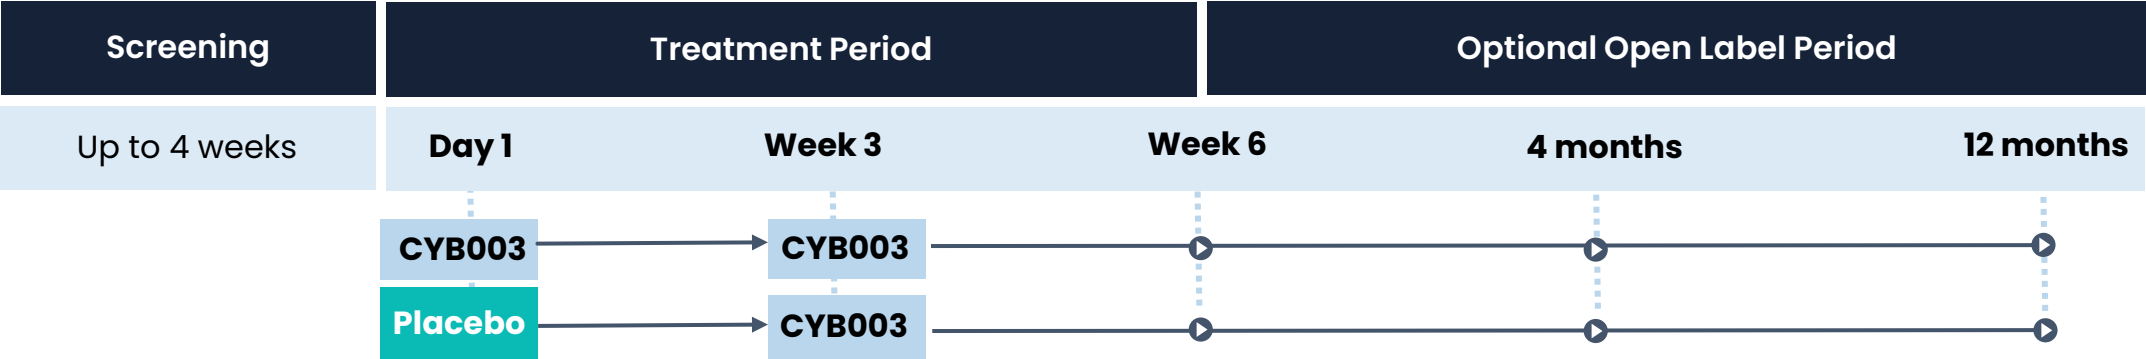 Screening
Treatment Period
Optional Open Label Period
Up to 4 weeks
Day 1
Week 3
Week 6
4 months
12 months
CYB003
CYB003
Placebo
CYB003